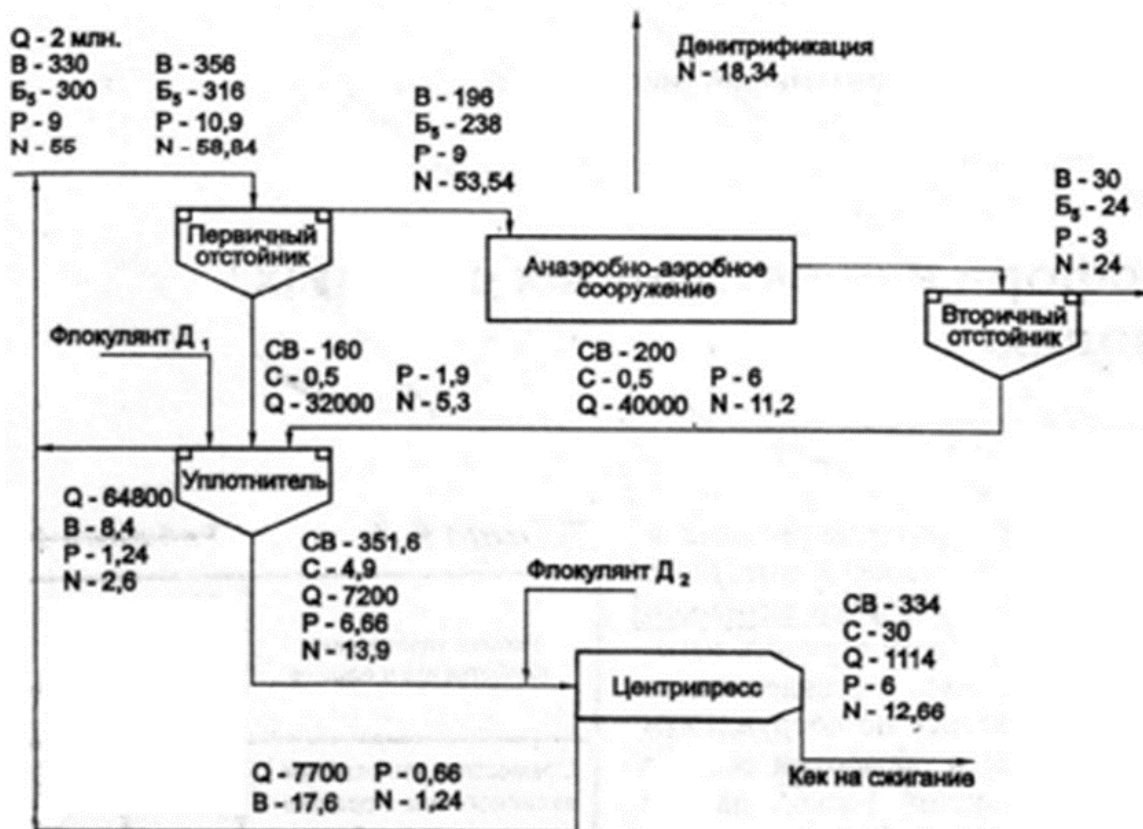 Q - 2 млн.
В - 330
Б₅ - 300
Р - 9
N - 55
В - 356
Б₅ - 316
Р - 10,9
N - 58,84
В - 196
Б₅ - 238
Р - 9
N - 53,54
Денитрификация
N - 18,34
В - 30
Б₅ - 24
Р - 3
N - 24
Первичный
отстойник
Анаэробно-аэробное
сооружение
Вторичный
отстойник
Флокулянт Д₁
СВ - 160
С - 0,5
Q - 32000
Р - 1,9
N - 5,3
СВ - 200
С - 0,5
Q - 40000
Р - 6
N - 11,2
Уплотнитель
Q - 64800
В - 8,4
Р - 1,24
N - 2,6
СВ - 351,6
С - 4,9
Q - 7200
Р - 6,66
N - 13,9
Флокулянт Д₂
Центрипресс
СВ - 334
С - 30
Q - 1114
Р - 6
N - 12,66
Кек на сжигание
Q - 7700
В - 17,6
Р - 0,66
N - 1,24